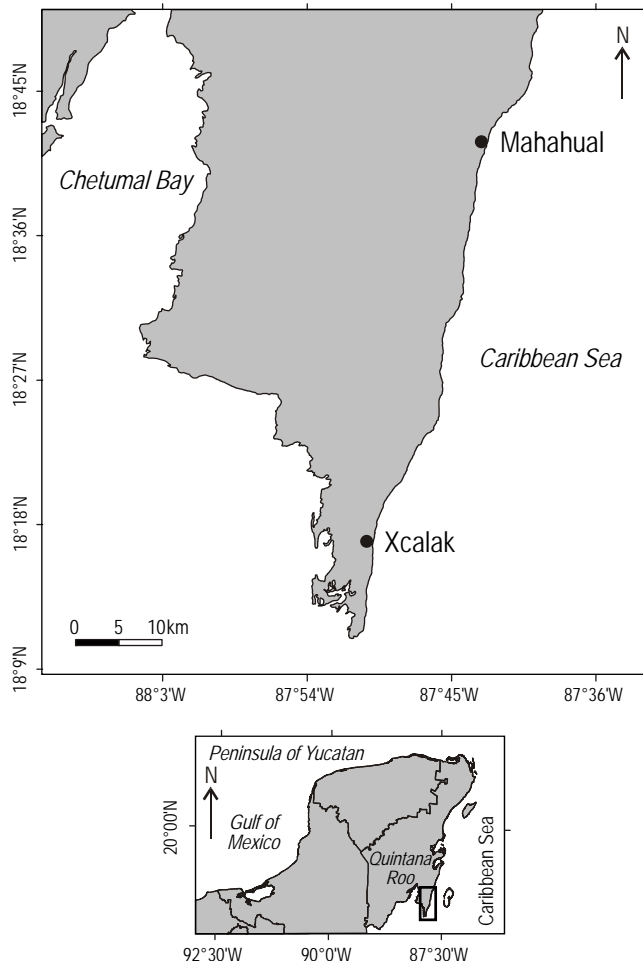 N
18°45'N
Mahahual
Chetumal Bay
18°36'N
Caribbean Sea
18°27'N
18°18'N
Xcalak
0 5 10km
18°9'N
88°3'W 87°54'W 87°45'W 87°36'W
Peninsula of Yucatan
N
20°00'N
Gulf of
Mexico
Quintana
Roo
Caribbean Sea
92°30'W 90°0'W 87°30'W